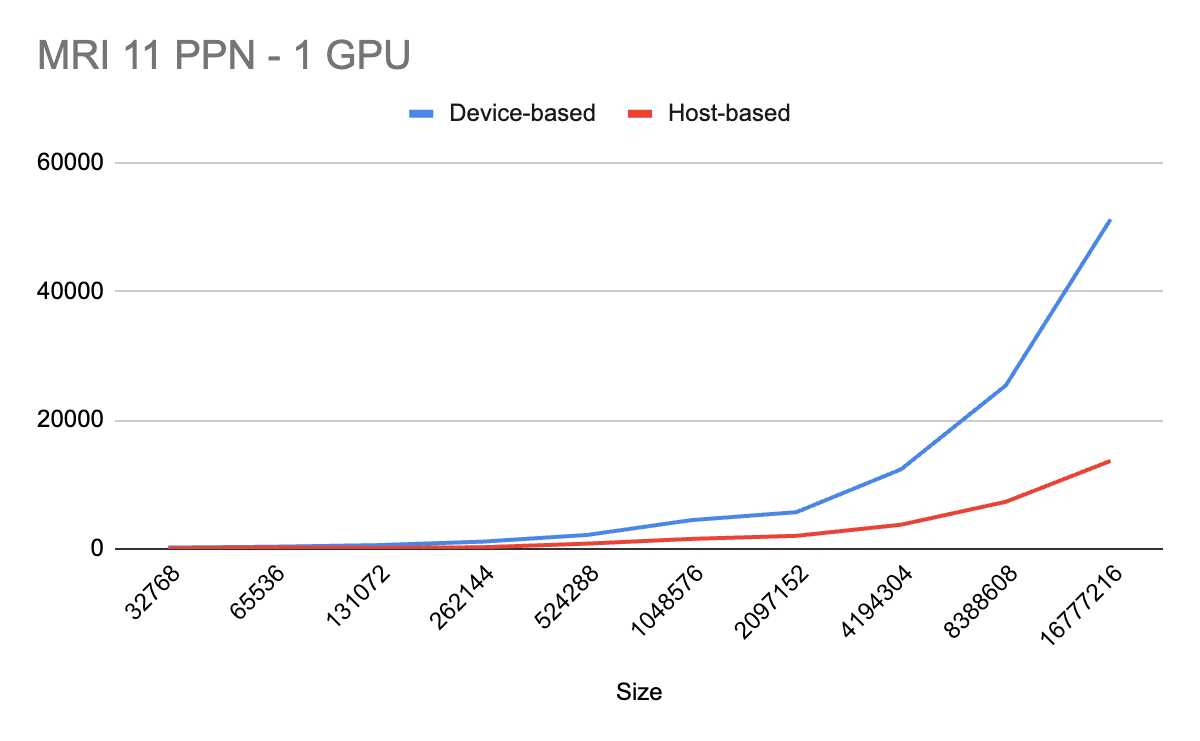 MRI 11 PPN - 1 GPU
Device-based Host-based
60000
40000
20000
0
32768 65536 131072 262144 524288 1048576 2097152 4194304 8388608 16777216
Size